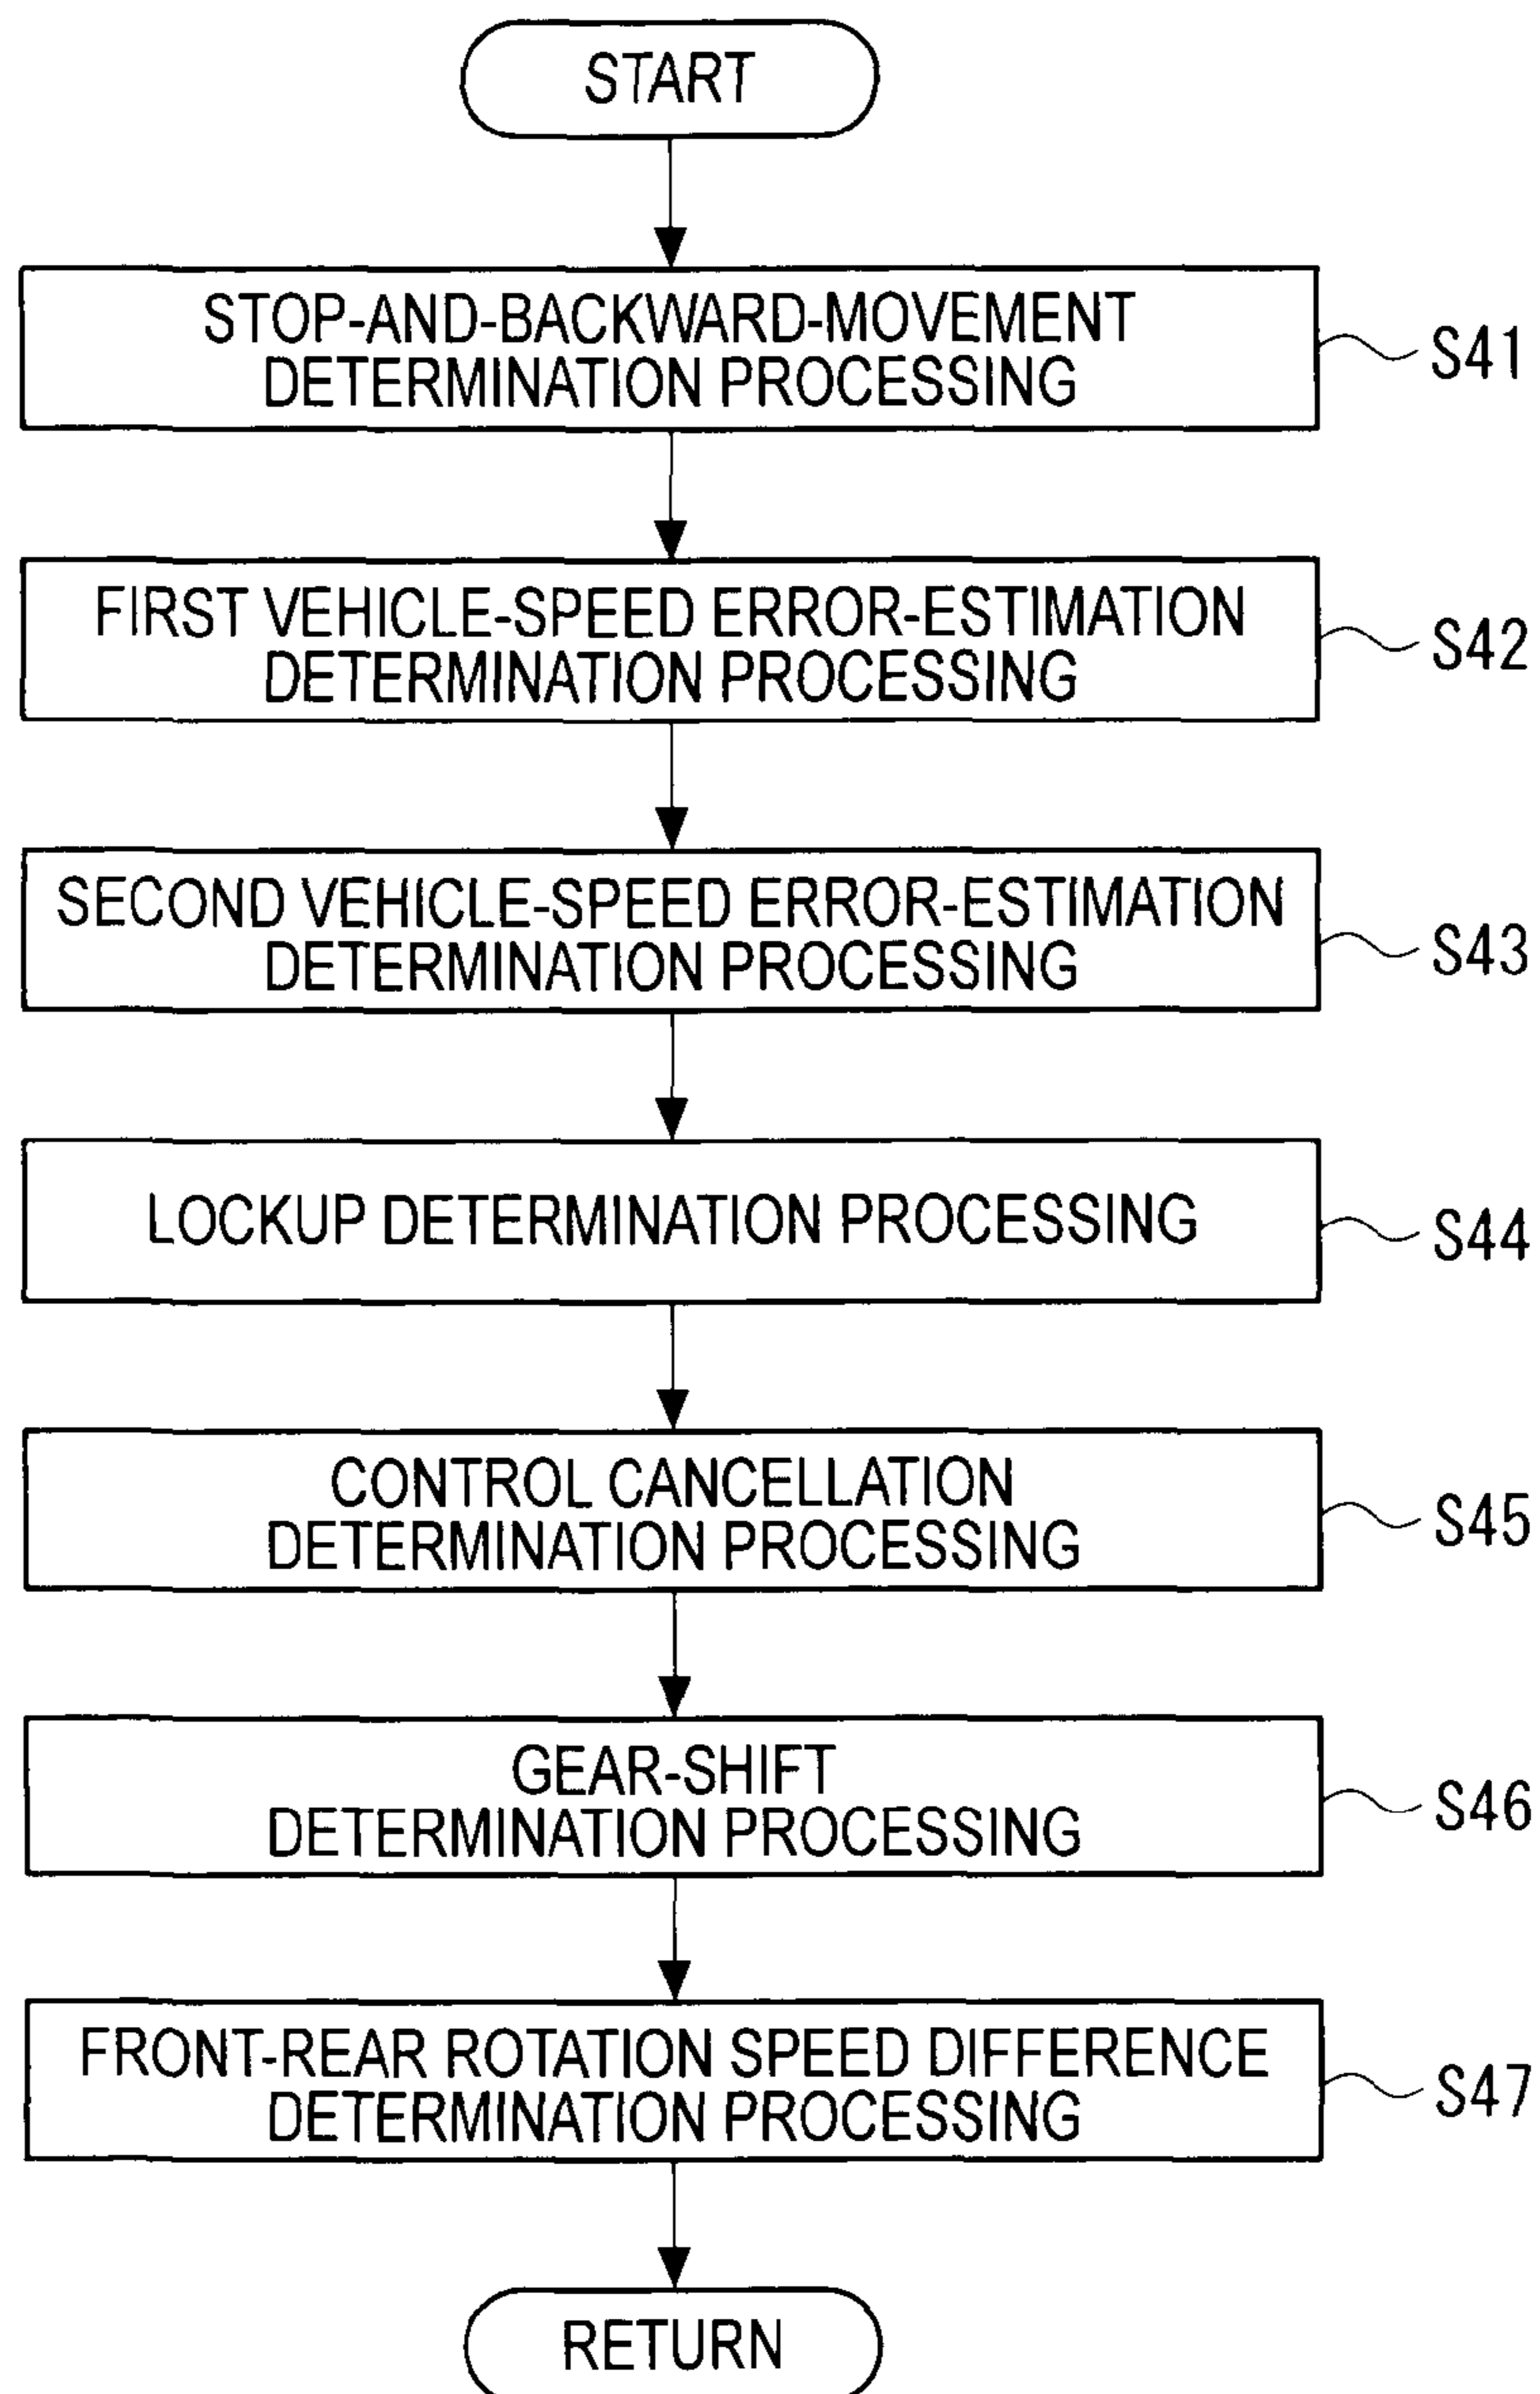 START
STOP-AND-BACKWARD-MOVEMENT
DETERMINATION PROCESSING
S41
FIRST VEHICLE-SPEED ERROR-ESTIMATION
DETERMINATION PROCESSING
S42
SECOND VEHICLE-SPEED ERROR-ESTIMATION
DETERMINATION PROCESSING
S43
LOCKUP DETERMINATION PROCESSING
S44
CONTROL CANCELLATION
DETERMINATION PROCESSING
S45
GEAR-SHIFT
DETERMINATION PROCESSING
S46
FRONT-REAR ROTATION SPEED DIFFERENCE
DETERMINATION PROCESSING
S47
RETURN